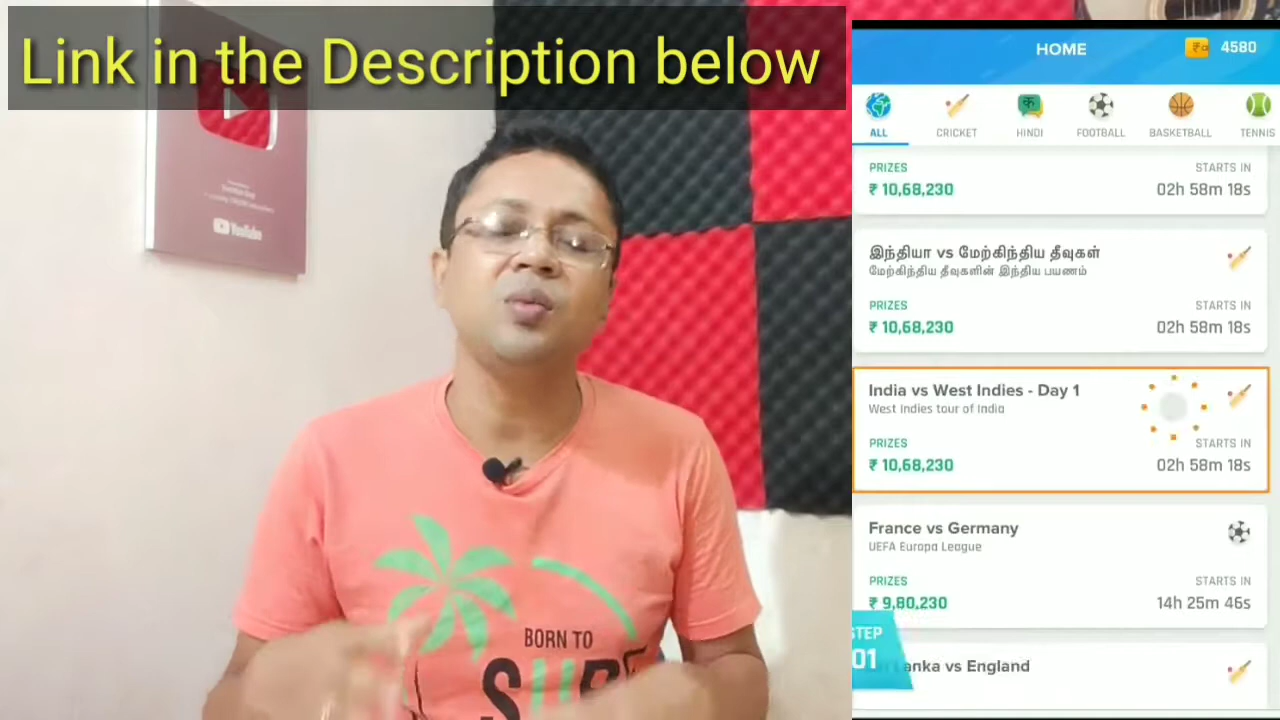 Link in the Description below
YouTube
BORN TO
HOME
4580
ALL
CRICKET
HINDI
FOOTBALL
BASKETBALL
TENNIS
क
PRIZES
STARTS IN
₹ 10,68,230
02h 58m 18s
இந்தியா vs மேற்கிந்திய தீவுகள்
மேற்கிந்திய தீவுகளின் இந்திய பயணம்
PRIZES
STARTS IN
₹ 10,68,230
02h 58m 18s
India vs West Indies - Day 1
West Indies tour of India
PRIZES
STARTS IN
₹ 10,68,230
02h 58m 18s
France vs Germany
UEFA Europa League
PRIZES
STARTS IN
₹ 9,80,230
14h 25m 46s
STEP
01
anka vs England